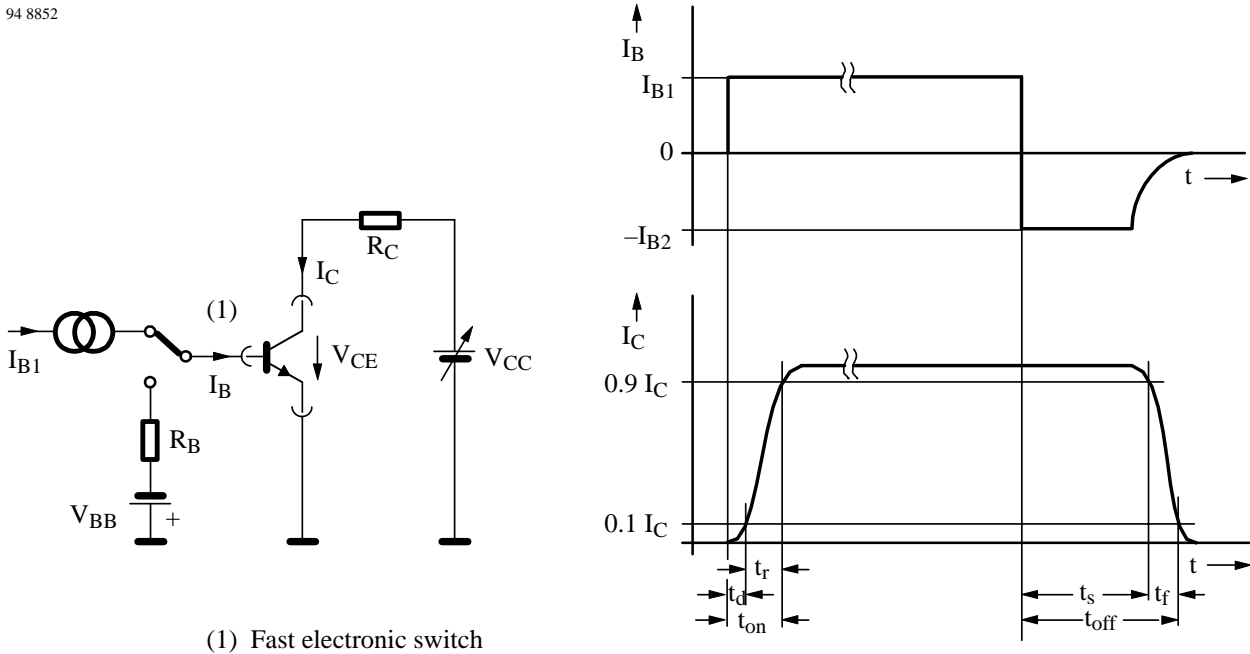 94 8852
I_B
I_B1
0
t
–I_B2
R_C
I_C
(1)
I_B1
I_B
V_CE
V_CC
R_B
V_BB
+
I_C
0.9 I_C
0.1 I_C
t
t_r
t_d
t_s
t_f
t_on
t_off
(1) Fast electronic switch